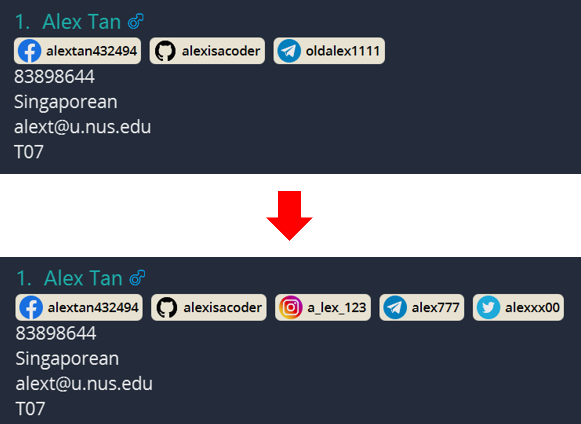 1. Alex Tan
alextan432494 alexisacoder oldalex1111
83898644
Singaporean
alext@u.nus.edu
T07
1. Alex Tan
alextan432494 alexisacoder a_lex_123 alex777 alexxx00
83898644
Singaporean
alext@u.nus.edu
T07